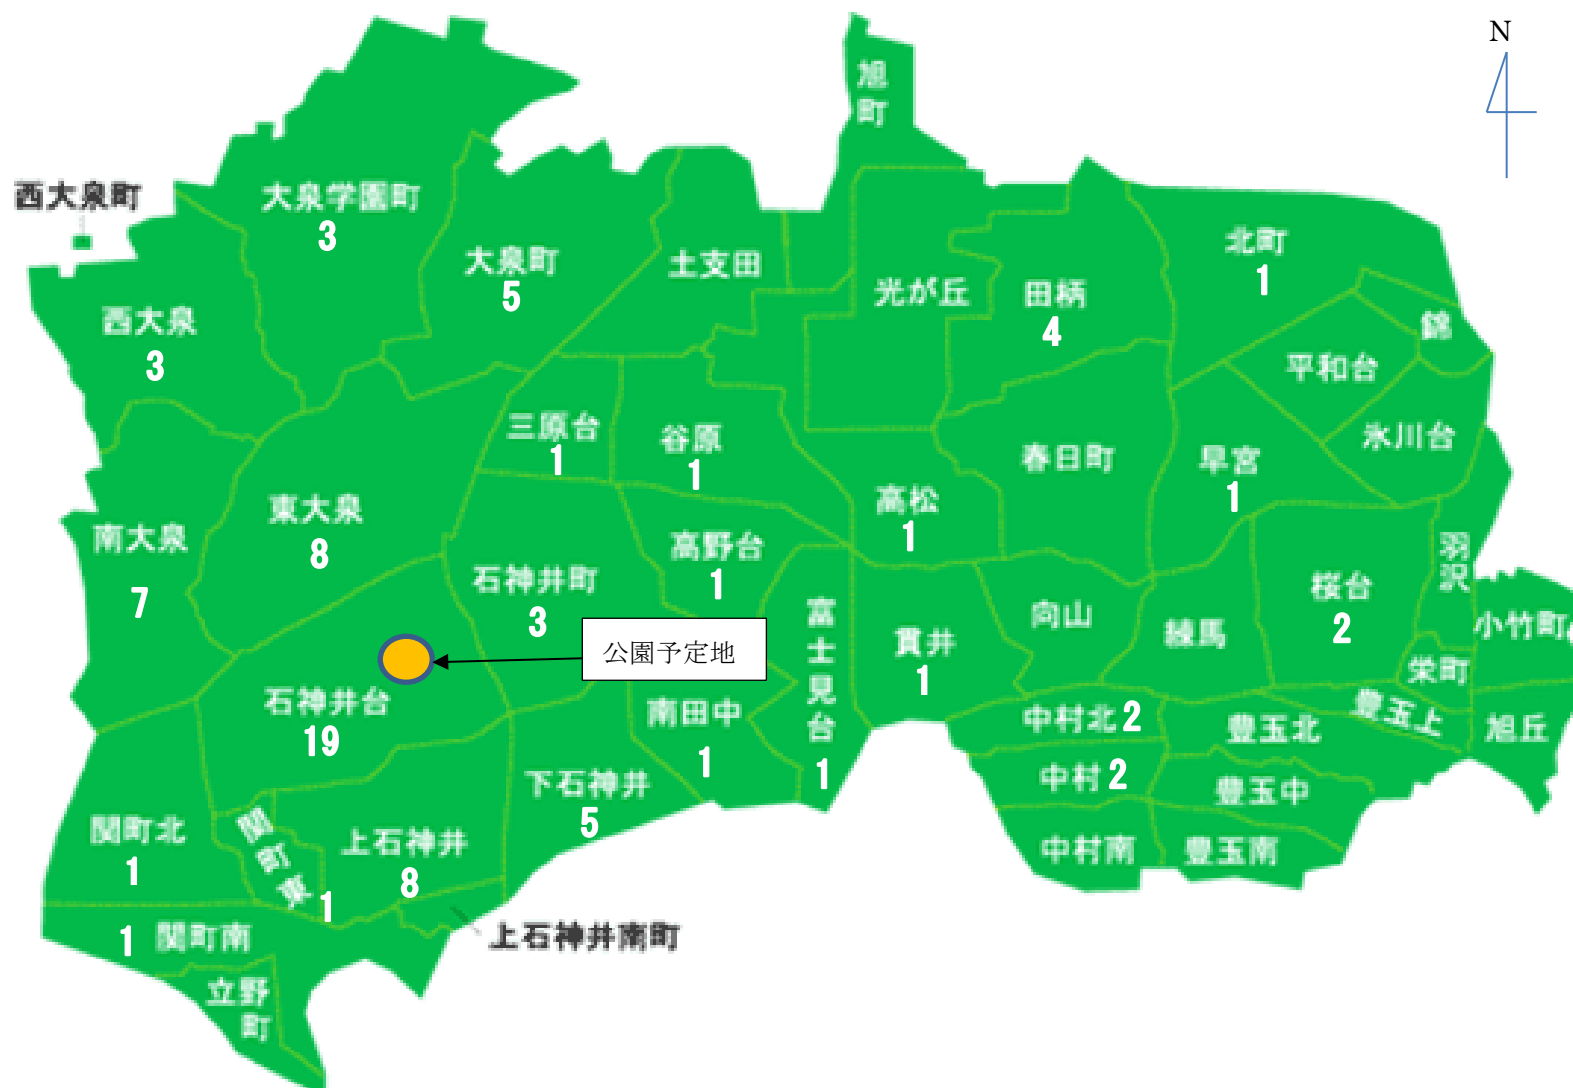 N
旭町
西大泉町
大泉学園町
3
大泉町
5
土支田
光が丘
田柄
4
北町
1
錦
平和台
氷川台
西大泉
3
三原台
1
谷原
1
高松
1
春日町
早宮
1
羽沢
南大泉
7
東大泉
8
石神井町
3
高野台
1
富士見台
1
貫井
1
向山
練馬
桜台
2
小竹町
栄町
公園予定地
石神井台
19
南田中
1
中村北 2
豊玉北
豊玉上
旭丘
下石神井
5
中村 2
豊玉中
関町北
1
関町東
1
上石神井
8
中村南
豊玉南
1 関町南
上石神井南町
立野町